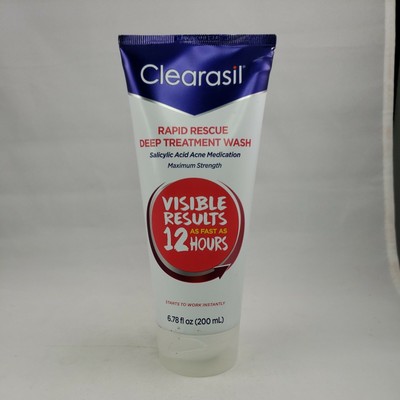 Clearasil®
RAPID RESCUE
DEEP TREATMENT WASH
Salicylic Acid Acne Medication
Maximum Strength
VISIBLE
RESULTS
AS FAST AS
12 HOURS
STARTS TO WORK INSTANTLY
6.78 fl oz (200 mL)